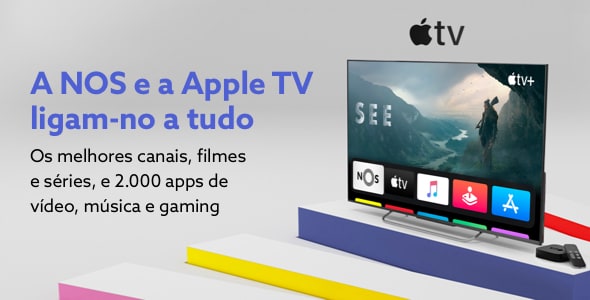 tv
A NOS e a Apple TV
ligam-no a tudo
Os melhores canais, filmes
e séries, e 2.000 apps de
vídeo, música e gaming
tv+
SEE
NOS
tv